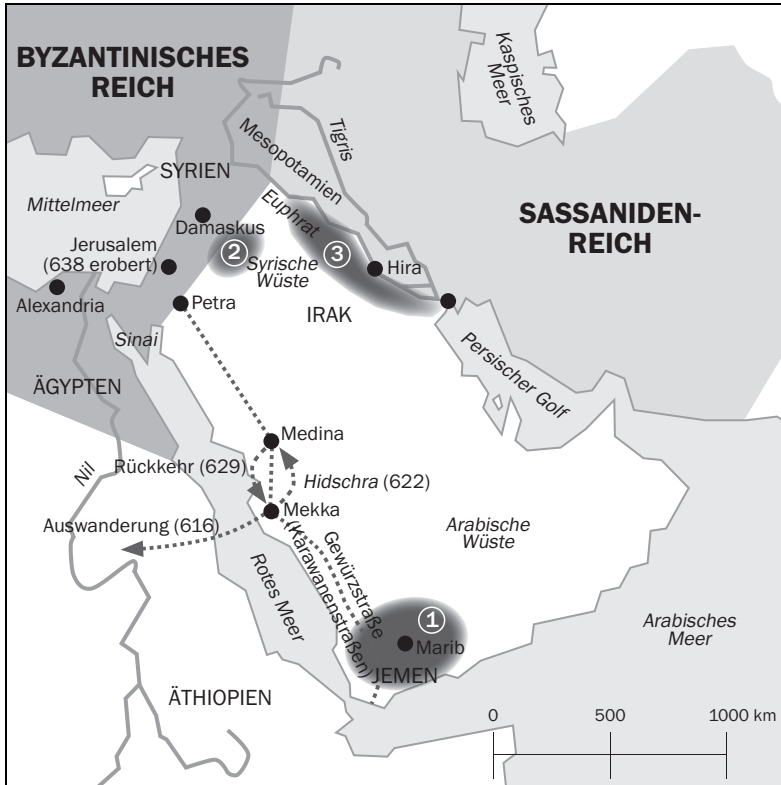 BYZANTINISCHES
REICH
Kaspisches
Meer
Tigris
Mesopotamien
SYRIEN
Mittelmeer
Euphrat
SASSANIDEN-
REICH
Damaskus
Jerusalem
(638 erobert)
2
3
Syrische
Wüste
Hira
Alexandria
Petra
IRAK
Sinai
Persischer Golf
ÄGYPTEN
Medina
Nil
Rückkehr (629)
Hidschra (622)
Mekka
Auswanderung (616)
Arabische
Wüste
Gewürzstraße
(Karawanenstraßen)
Rotes Meer
1
Marib
Arabisches
Meer
JEMEN
ÄTHIOPIEN
0 500 1000 km